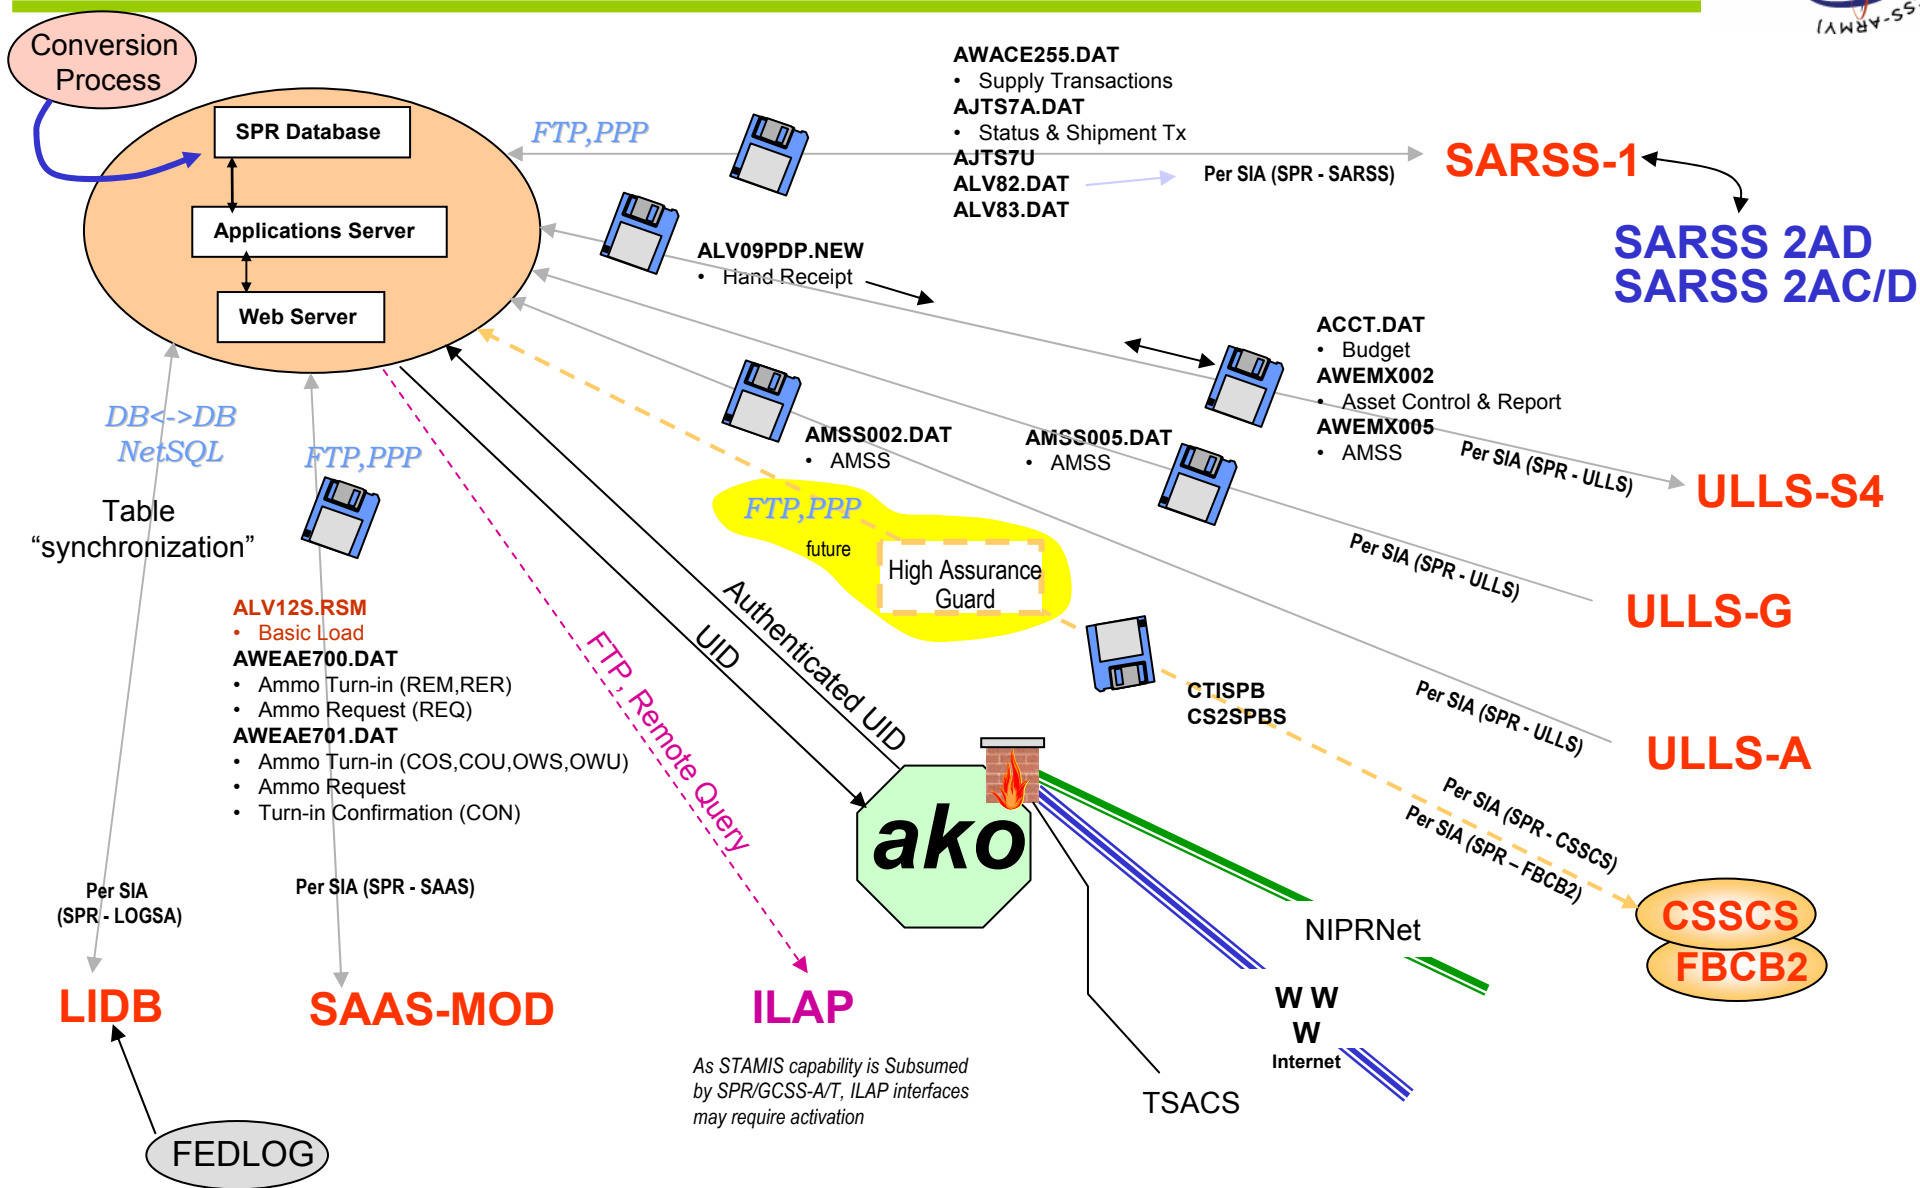 SS-ARMY)
Conversion
Process
SPR Database
Applications Server
Web Server
FTP,PPP
AWACE255.DAT
• Supply Transactions
AJTS7A.DAT
• Status & Shipment Tx
AJTS7U
ALV82.DAT
ALV83.DAT
Per SIA (SPR - SARSS)
SARSS-1
SARSS 2AD
SARSS 2AC/D
ALV09PDP.NEW
• Hand Receipt
ACCT.DAT
• Budget
AWEMX002
• Asset Control & Report
AWEMX005
• AMSS
Per SIA (SPR - ULLS)
ULLS-S4
AMSS002.DAT
• AMSS
AMSS005.DAT
• AMSS
Per SIA (SPR - ULLS)
ULLS-G
Per SIA (SPR - ULLS)
ULLS-A
DB<->DB
NetSQL
FTP,PPP
Table
“synchronization”
FTP,PPP
future
High Assurance
Guard
ALV12S.RSM
• Basic Load
AWEAE700.DAT
• Ammo Turn-in (REM,RER)
• Ammo Request (REQ)
AWEAE701.DAT
• Ammo Turn-in (COS,COU,OWS,OWU)
• Ammo Request
• Turn-in Confirmation (CON)
FTP, Remote Query
UID
Authenticated UID
CTISPB
CS2SPBS
Per SIA (SPR - CSSCS)
Per SIA (SPR – FBCB2)
CSSCS
FBCB2
ako
Per SIA
(SPR - LOGSA)
Per SIA (SPR - SAAS)
NIPRNet
W W
W
Internet
LIDB
SAAS-MOD
ILAP
As STAMIS capability is Subsumed
by SPR/GCSS-A/T, ILAP interfaces
may require activation
TSACS
FEDLOG